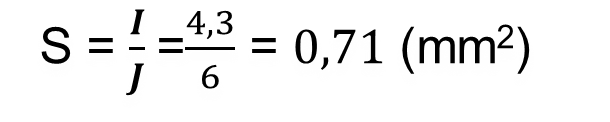 S = I/J = 4,3/6 = 0,71 (mm²)